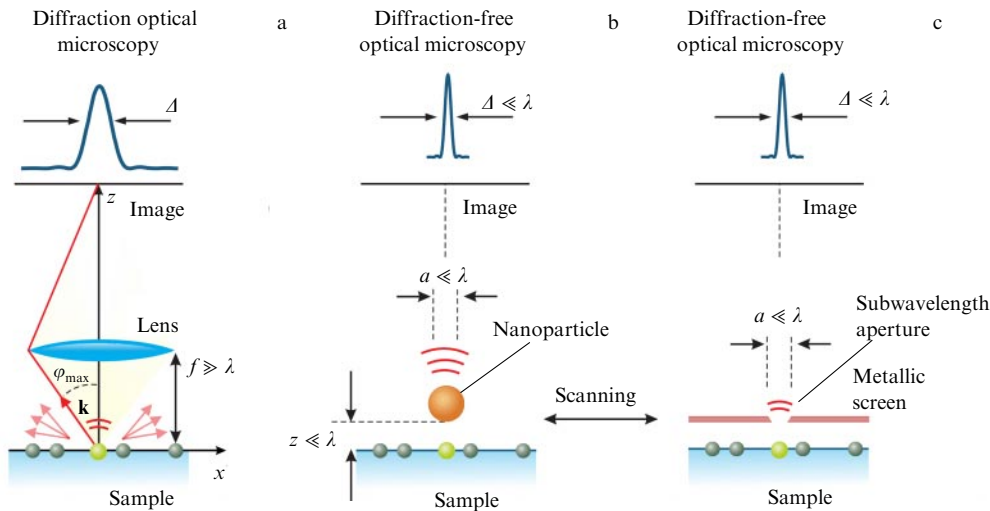 Diffraction optical
microscopy
a
Δ
z
Image
Lens
φmax
f ≫ λ
k
x
Sample
Diffraction-free
optical microscopy
b
Δ ≪ λ
Image
a ≪ λ
Nanoparticle
z ≪ λ
Sample
Scanning
Diffraction-free
optical microscopy
c
Δ ≪ λ
Image
a ≪ λ
Subwavelength
aperture
Metallic
screen
Sample